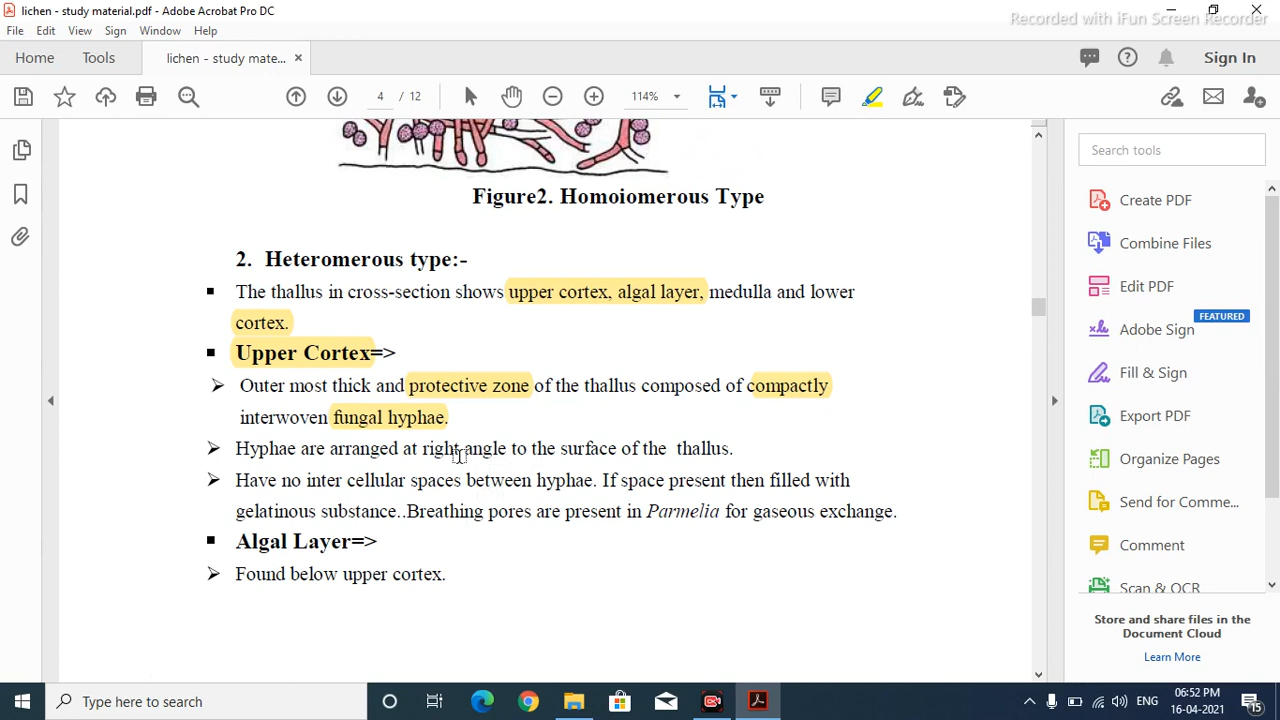 lichen - study material.pdf - Adobe Acrobat Pro DC
Recorded with iFun Screen Recorder
File Edit View Sign Window Help
Home Tools lichen - study mate... × Sign In
4 / 12 114%
Figure2. Homoiomerous Type
2. Heteromerous type:-
▪ The thallus in cross-section shows upper cortex, algal layer, medulla and lower
cortex.
▪ Upper Cortex=>
➢ Outer most thick and protective zone of the thallus composed of compactly
interwoven fungal hyphae.
➢ Hyphae are arranged at right angle to the surface of the thallus.
➢ Have no inter cellular spaces between hyphae. If space present then filled with
gelatinous substance..Breathing pores are present in Parmelia for gaseous exchange.
▪ Algal Layer=>
➢ Found below upper cortex.
Search tools
Create PDF
Combine Files
Edit PDF
FEATURED
Adobe Sign
Fill & Sign
Export PDF
Organize Pages
Send for Comme...
Comment
Scan & OCR
Store and share files in the
Document Cloud
Learn More
Type here to search
ENG
06:52 PM
16-04-2021
15